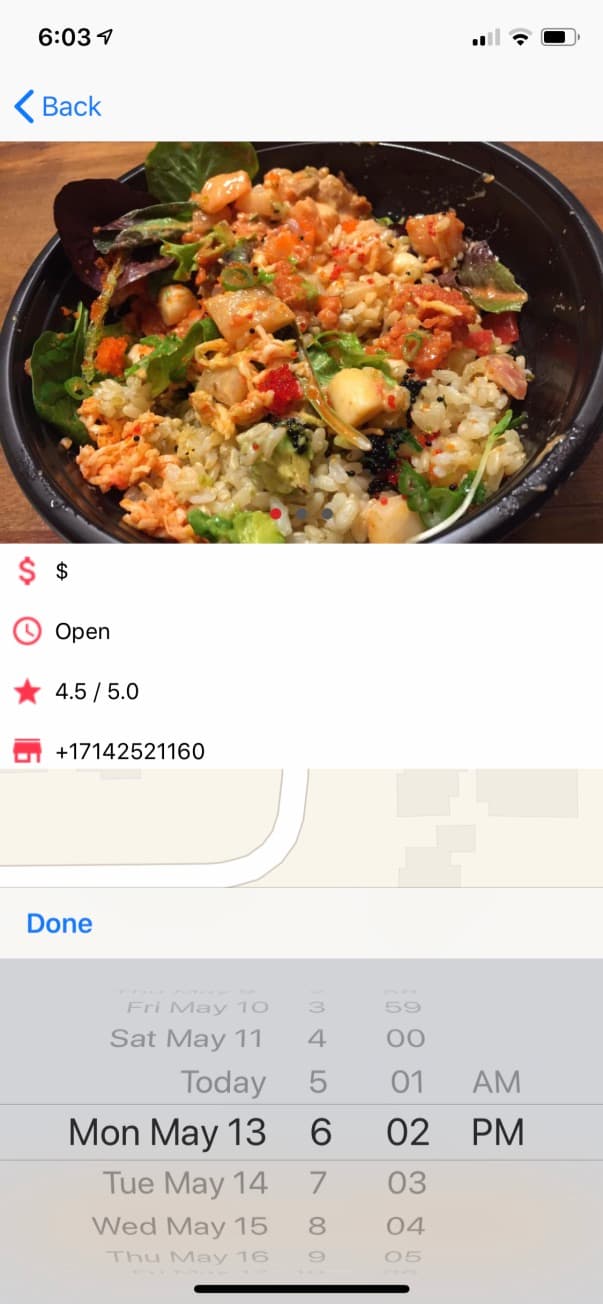 6:03
Back
$
Open
4.5 / 5.0
+17142521160
Done
Fri May 10 3 59
Sat May 11 4 00
Today 5 01 AM
Mon May 13 6 02 PM
Tue May 14 7 03
Wed May 15 8 04
Thu May 16 9 05